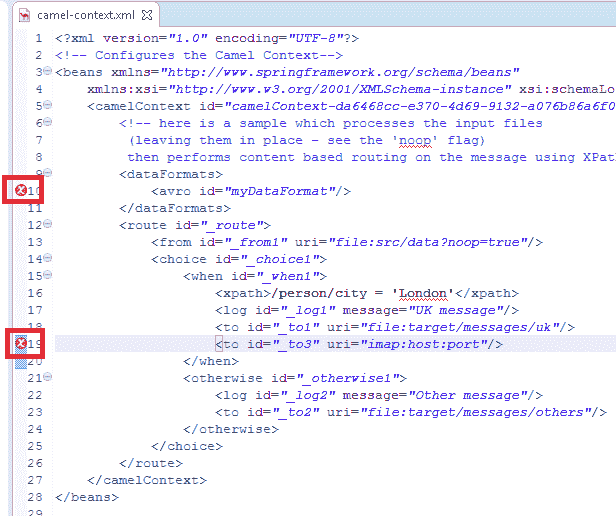 camel-context.xml
1 <?xml version="1.0" encoding="UTF-8"?>
2 <!-- Configures the Camel Context-->
3 <beans xmlns="http://www.springframework.org/schema/beans"
4 xmlns:xsi="http://www.w3.org/2001/XMLSchema-instance" xsi:schemaLo
5 <camelContext id="camelContext-da6468cc-e370-4d69-9132-a076b86a6f0
6 <!-- here is a sample which processes the input files
7 (leaving them in place - see the 'noop' flag)
8 then performs content based routing on the message using XPath
9 <dataFormats>
10 <avro id="myDataFormat"/>
11 </dataFormats>
12 <route id="_route">
13 <from id="_from1" uri="file:src/data?noop=true"/>
14 <choice id="_choice1">
15 <when id="_when1">
16 <xpath>/person/city = 'London'</xpath>
17 <log id="_log1" message="UK message"/>
18 <to id="_to1" uri="file:target/messages/uk"/>
19 <to id="_to3" uri="imap:host:port"/>
20 </when>
21 <otherwise id="_otherwise1">
22 <log id="_log2" message="Other message"/>
23 <to id="_to2" uri="file:target/messages/others"/>
24 </otherwise>
25 </choice>
26 </route>
27 </camelContext>
28 </beans>
29